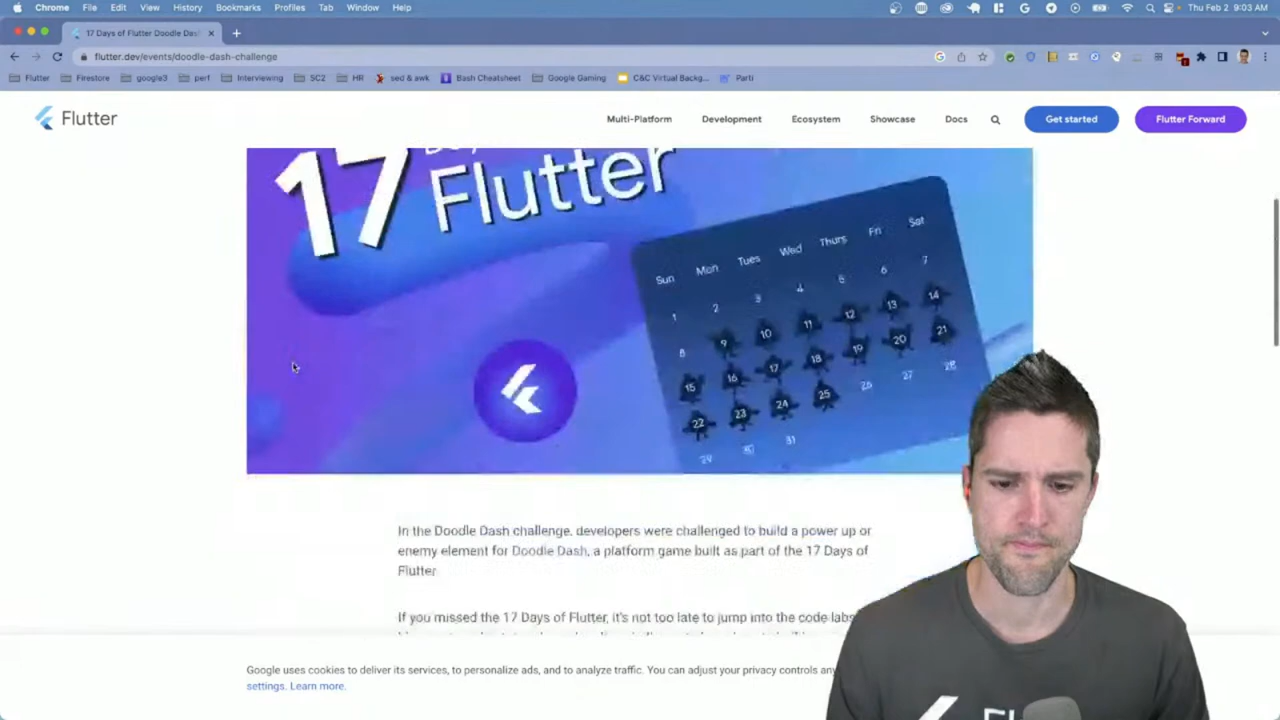 Chrome File Edit View History Bookmarks Profiles Tab Window Help
Thu Feb 2 9:03 AM
17 Days of Flutter Doodle Das
flutter.dev/events/doodle-dash-challenge
Flutter Firestore google3 perf Interviewing SC2 HR sed & awk Bash Cheatsheet Google Gaming C&C Virtual Backg... Parti
Flutter
Multi-Platform Development Ecosystem Showcase Docs Get started Flutter Forward
17
Flutter
Sun Mon Tues Wed Thurs Fri Sat
1 2 3 4 5 6 7
8 9 10 11 12 13 14
15 16 17 18 19 20 21
22 23 24 25 26 27 28
29 30 31
In the Doodle Dash challenge, developers were challenged to build a power up or
enemy element for Doodle Dash, a platform game built as part of the 17 Days of
Flutter
If you missed the 17 Days of Flutter, it's not too late to jump into the code labs
Google uses cookies to deliver its services, to personalize ads, and to analyze traffic. You can adjust your privacy controls
settings. Learn more.